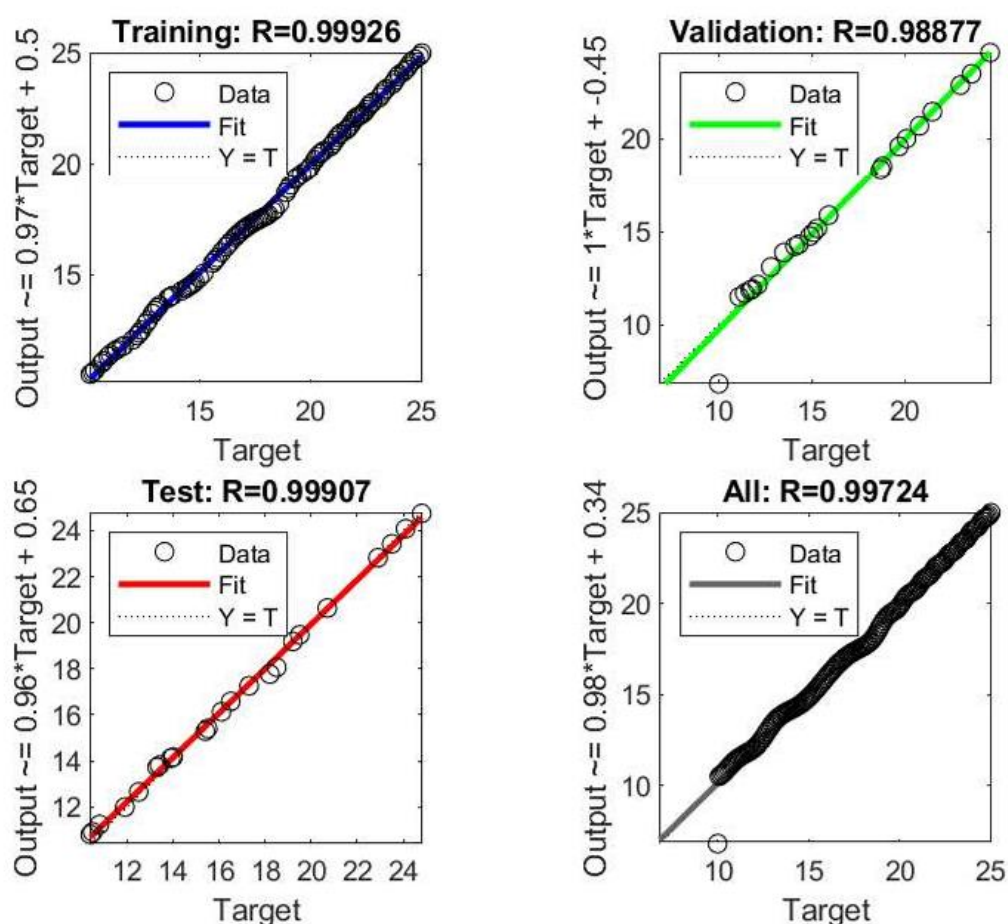 Training: R=0.99926
Output ~= 0.97*Target + 0.5
25
20
15
Data
Fit
Y = T
15 20 25
Target
Validation: R=0.98877
Output ~= 1*Target + -0.45
20
15
10
Data
Fit
Y = T
10 15 20
Target
Test: R=0.99907
Output ~= 0.96*Target + 0.65
24
22
20
18
16
14
12
Data
Fit
Y = T
12 14 16 18 20 22 24
Target
All: R=0.99724
Output ~= 0.98*Target + 0.34
25
20
15
10
Data
Fit
Y = T
10 15 20 25
Target